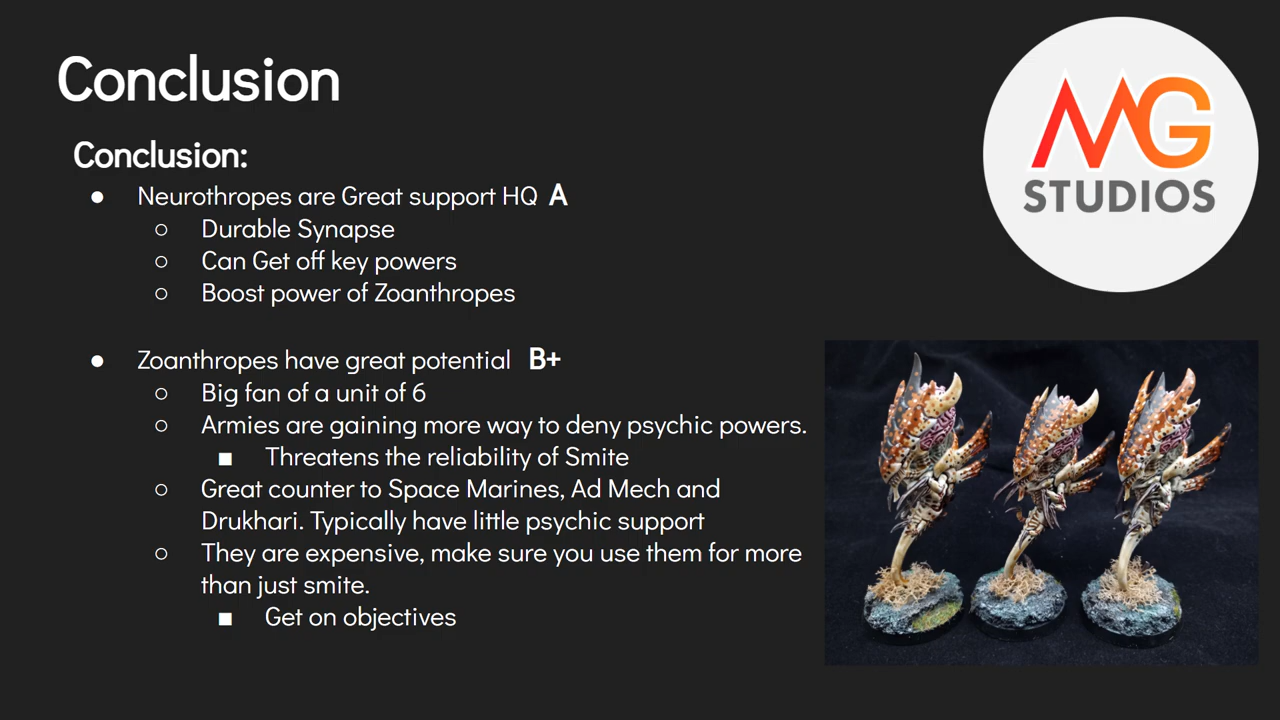 Conclusion
MG
STUDIOS
Conclusion:
● Neurothropes are Great support HQ A
○ Durable Synapse
○ Can Get off key powers
○ Boost power of Zoanthropes
● Zoanthropes have great potential B+
○ Big fan of a unit of 6
○ Armies are gaining more way to deny psychic powers.
■ Threatens the reliability of Smite
○ Great counter to Space Marines, Ad Mech and
Drukhari. Typically have little psychic support
○ They are expensive, make sure you use them for more
than just smite.
■ Get on objectives